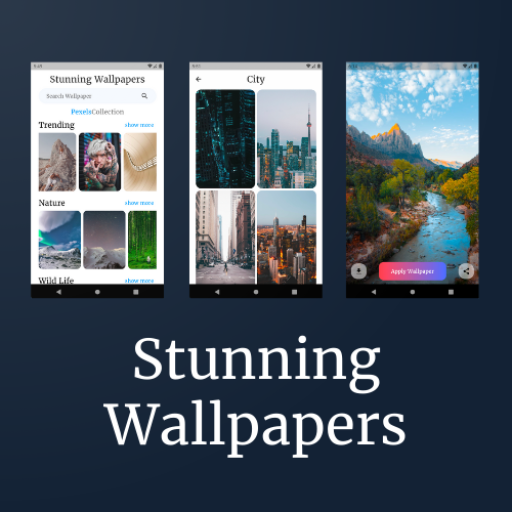 Stunning Wallpapers
Search Wallpaper
PexelsCollection
Trending
show more
Nature
show more
Wild Life
show more
City
Apply Wallpaper
Stunning
Wallpapers